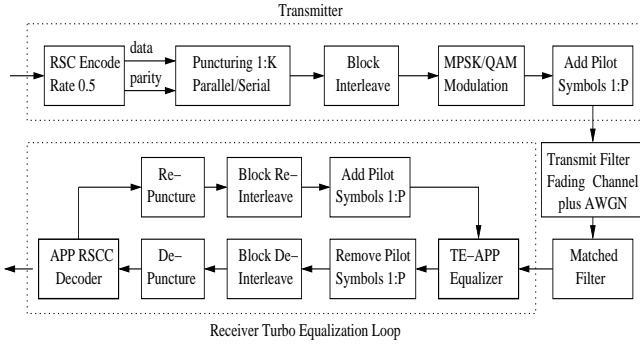 Transmitter
RSC Encode
Rate 0.5
data
parity
Puncturing 1:K
Parallel/Serial
Block
Interleave
MPSK/QAM
Modulation
Add Pilot
Symbols 1:P
Transmit Filter
Fading Channel
plus AWGN
Matched
Filter
Re-
Puncture
Block Re-
Interleave
Add Pilot
Symbols 1:P
APP RSCC
Decoder
De-
Puncture
Block De-
Interleave
Remove Pilot
Symbols 1:P
TE-APP
Equalizer
Receiver Turbo Equalization Loop